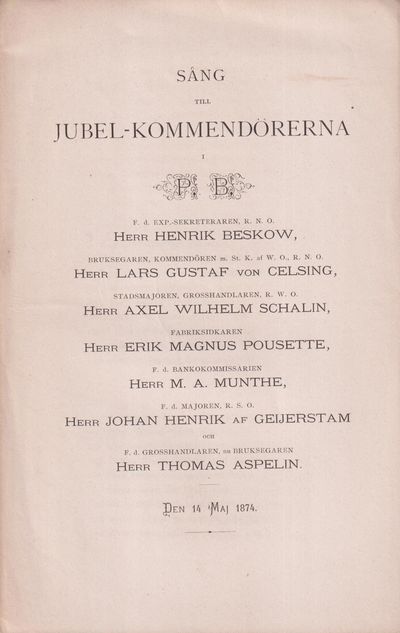 SÅNG
TILL
JUBEL-KOMMENDÖRERNA
I
P. B.
F. d. EXP.-SEKRETERAREN, R. N. O.
HERR HENRIK BESKOW,
BRUKSEGAREN, KOMMENDÖREN m. St. K. af W. O., R. N. O.
HERR LARS GUSTAF VON CELSING,
STADSMAJOREN, GROSSHANDLAREN, R. W. O.
HERR AXEL WILHELM SCHALIN,
FABRIKSIDKAREN
HERR ERIK MAGNUS POUSETTE,
F. d. BANKOKOMMISSARIEN
HERR M. A. MUNTHE,
F. d. MAJOREN, R. S. O.
HERR JOHAN HENRIK AF GEIJERSTAM
OCH
F. d. GROSSHANDLAREN, nu BRUKSEGAREN
HERR THOMAS ASPELIN.
DEN 14 MAJ 1874.